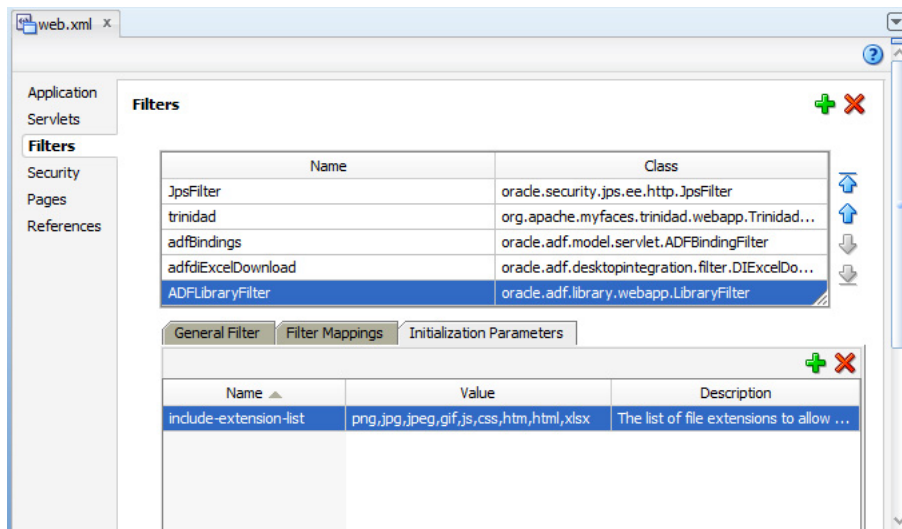 web.xml x
?
Application
Servlets
Filters
Security
Pages
References
Filters
Name Class
JpsFilter oracle.security.jps.ee.http.JpsFilter
trinidad org.apache.myfaces.trinidad.webapp.Trinidad...
adfBindings oracle.adf.model.servlet.ADFBindingFilter
adfdiExcelDownload oracle.adf.desktopintegration.filter.DIExcelDo...
ADFLibraryFilter oracle.adf.library.webapp.LibraryFilter
General Filter Filter Mappings Initialization Parameters
Name Value Description
include-extension-list png,jpg,jpeg,gif,js,css,htm,html,xlsx The list of file extensions to allow ...